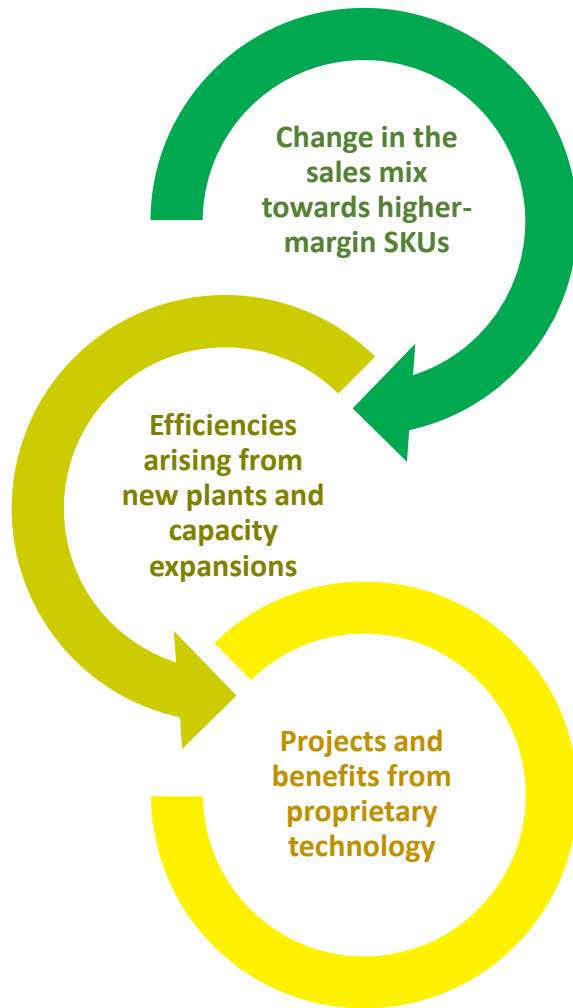 Change in the
sales mix
towards higher-
margin SKUs
Efficiencies
arising from
new plants and
capacity
expansions
Projects and
benefits from
proprietary
technology